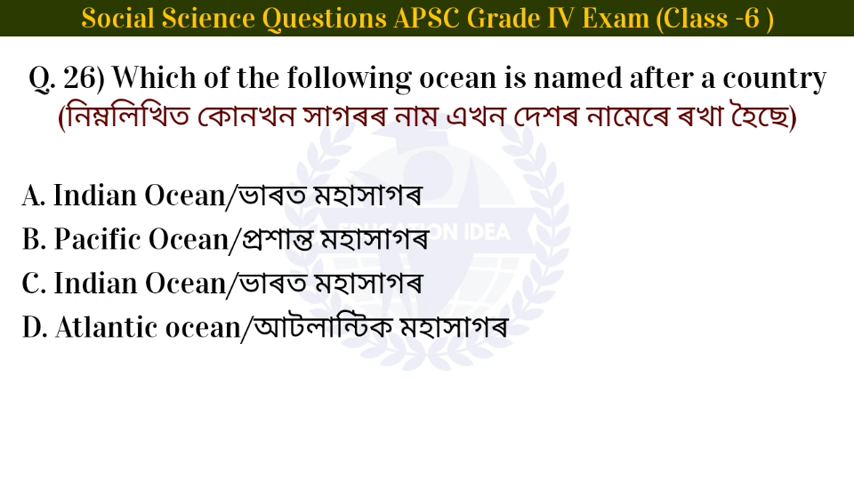 Social Science Questions APSC Grade IV Exam (Class -6 )
Q. 26) Which of the following ocean is named after a country
(নিম্নলিখিত কোনখন সাগৰৰ নাম এখন দেশৰ নামেৰে ৰখা হৈছে)
A. Indian Ocean/ভাৰত মহাসাগৰ
B. Pacific Ocean/প্ৰশান্ত মহাসাগৰ
EDUCATION IDEA
C. Indian Ocean/ভাৰত মহাসাগৰ
D. Atlantic ocean/আটলান্টিক মহাসাগৰ